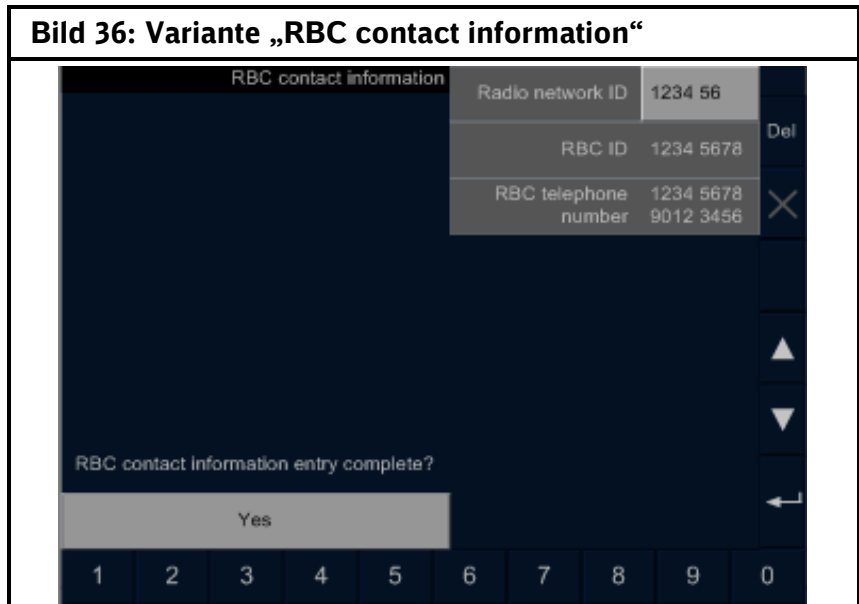 Bild 36: Variante „RBC contact information“
RBC contact information
Radio network ID 1234 56
RBC ID 1234 5678
RBC telephone number 1234 5678 9012 3456
Del
RBC contact information entry complete?
Yes
1 2 3 4 5 6 7 8 9 0